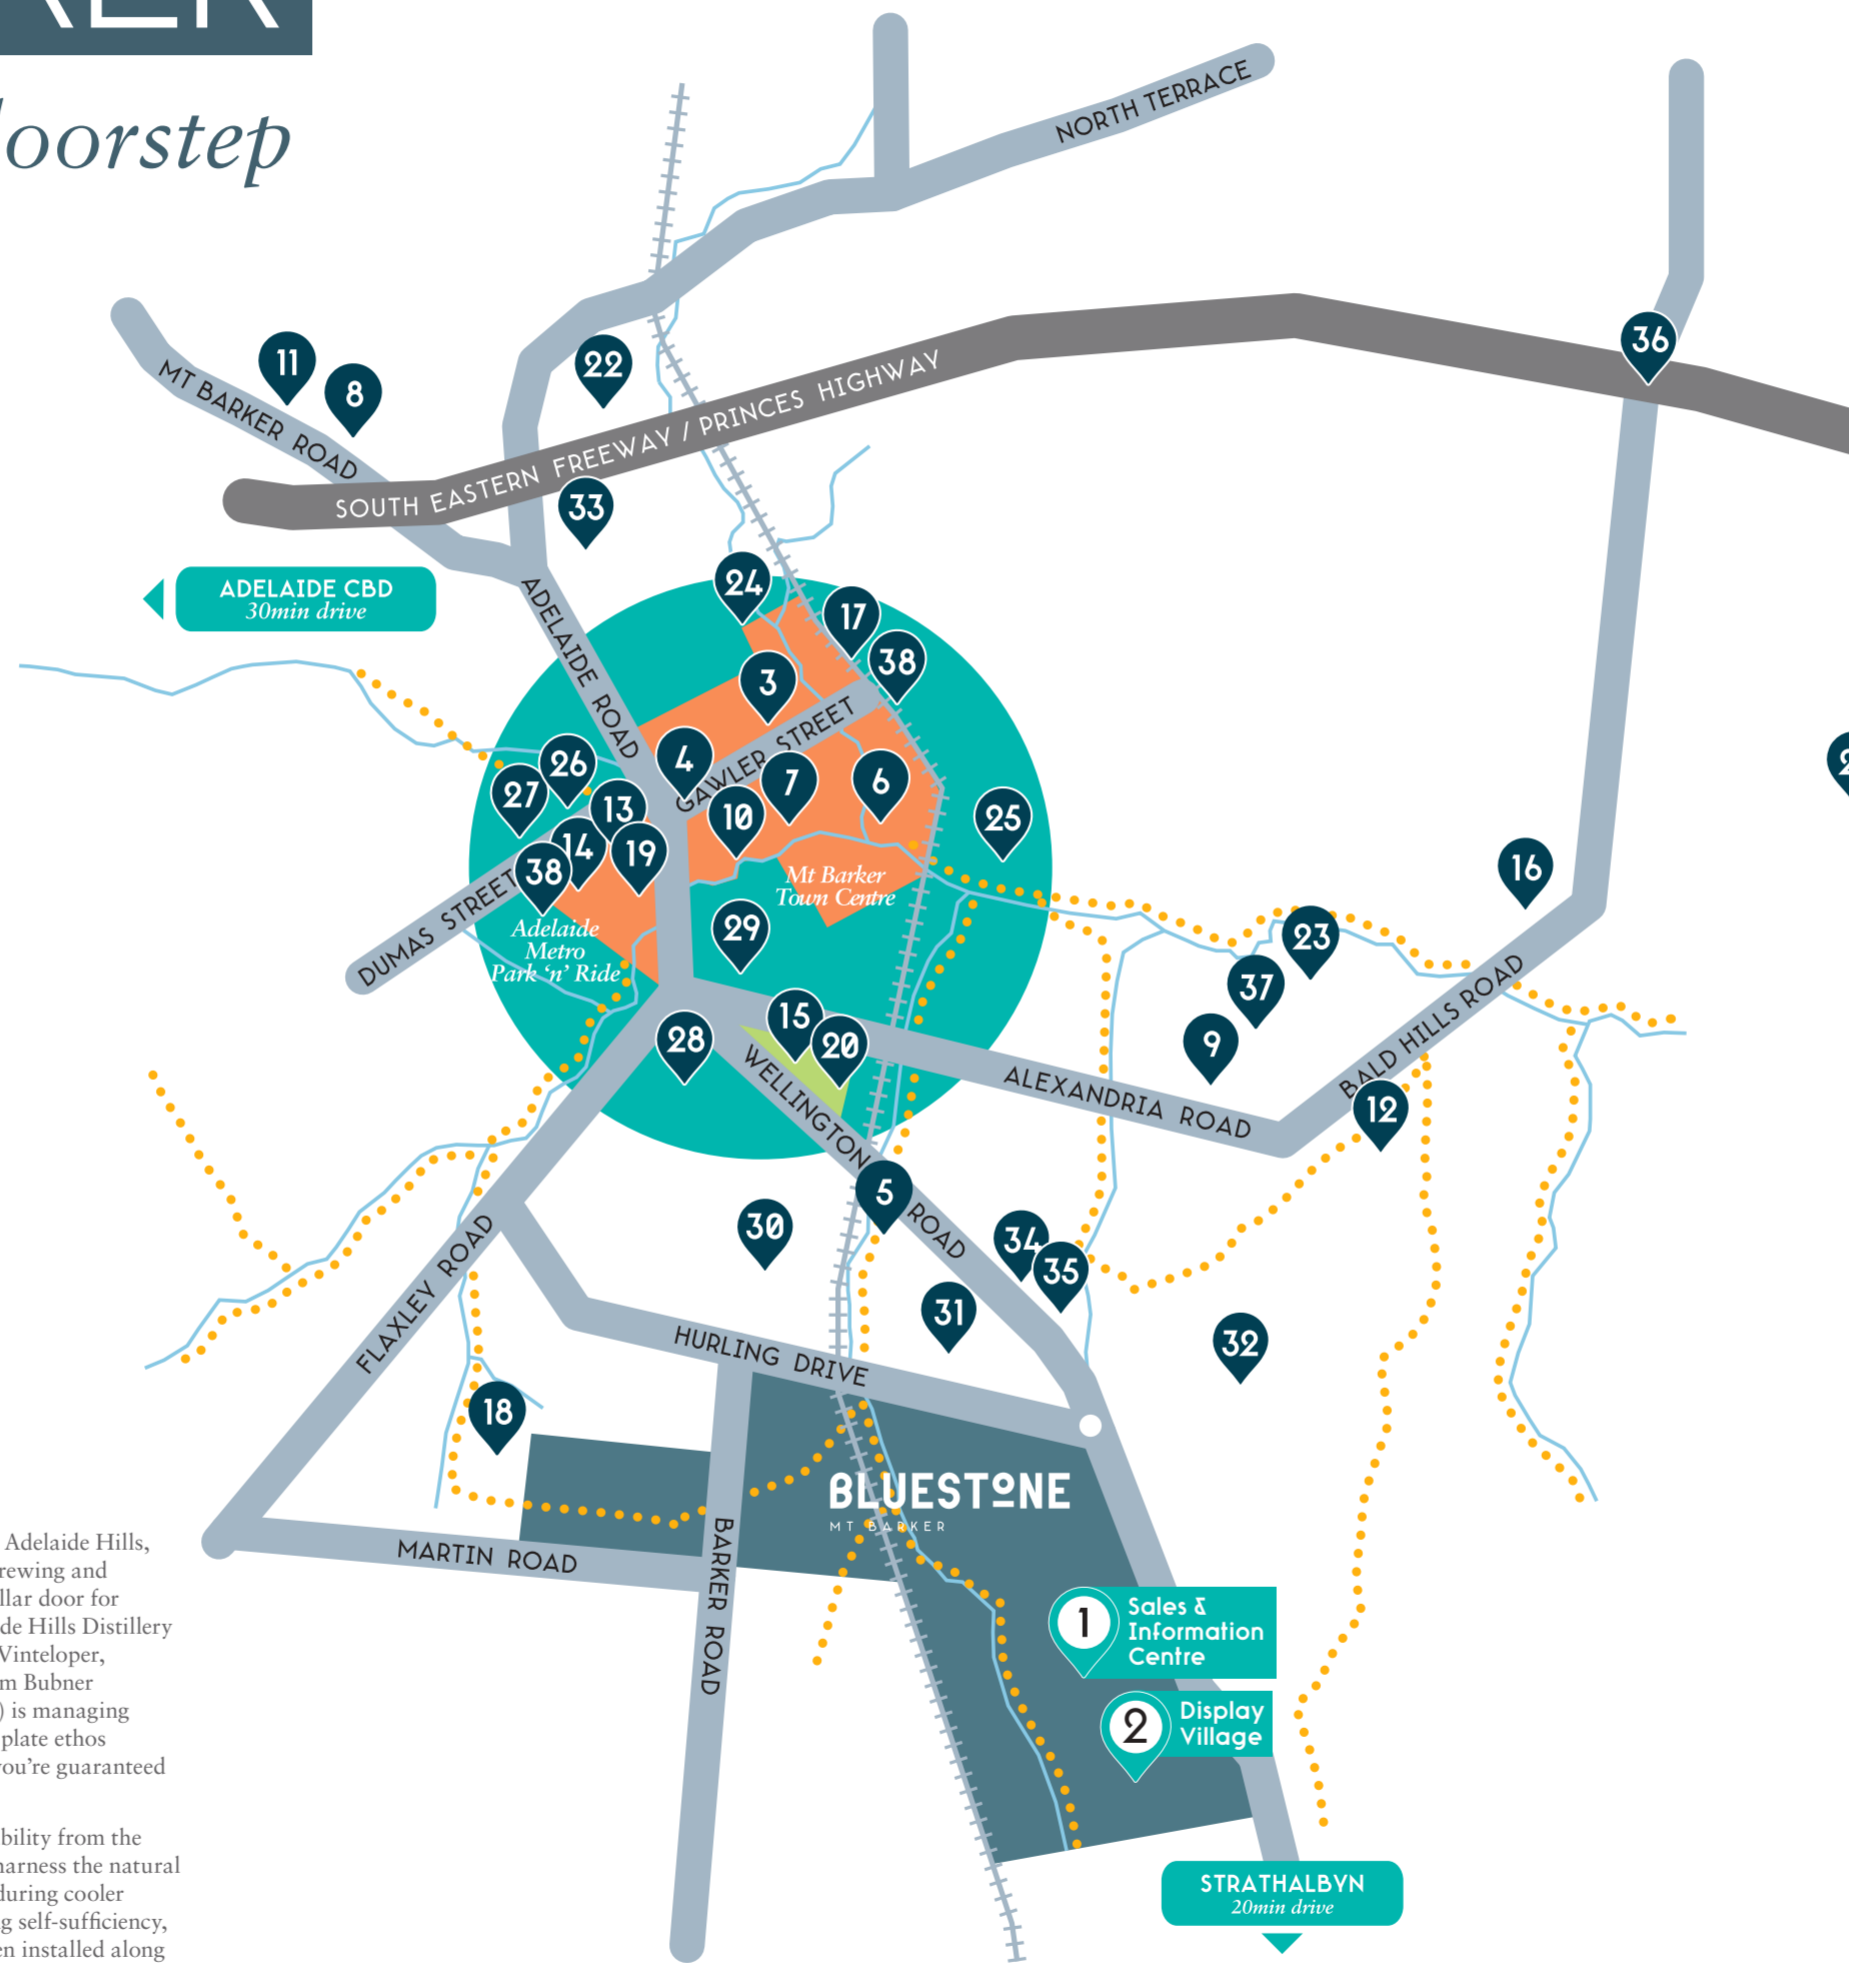 oorstep
NORTH TERRACE
36
11
8
22
MT BARKER ROAD
SOUTH EASTERN FREEWAY / PRINCES HIGHWAY
33
ADELAIDE CBD
30min drive
ADELAIDE ROAD
24
17
38
3
GAWLER STREET
4
26
27
13
7
6
10
25
14
19
38
16
Mt Barker
Town Centre
DUMAS STREET
Adelaide
Metro
Park ‘n’ Ride
29
23
37
BALD HILLS ROAD
15
20
28
9
WELLINGTON ROAD
ALEXANDRIA ROAD
12
5
30
34
35
31
32
FLAXLEY ROAD
HURLING DRIVE
18
BLUESTONE
MT BARKER
MARTIN ROAD
BARKER ROAD
1
Sales &
Information
Centre
2
Display
Village
STRATHALBYN
20min drive
Adelaide Hills,
rewing and
llar door for
de Hills Distillery
Vinteloper,
m Bubner
) is managing
plate ethos
you’re guaranteed
bility from the
harness the natural
during cooler
g self-sufficiency,
en installed along